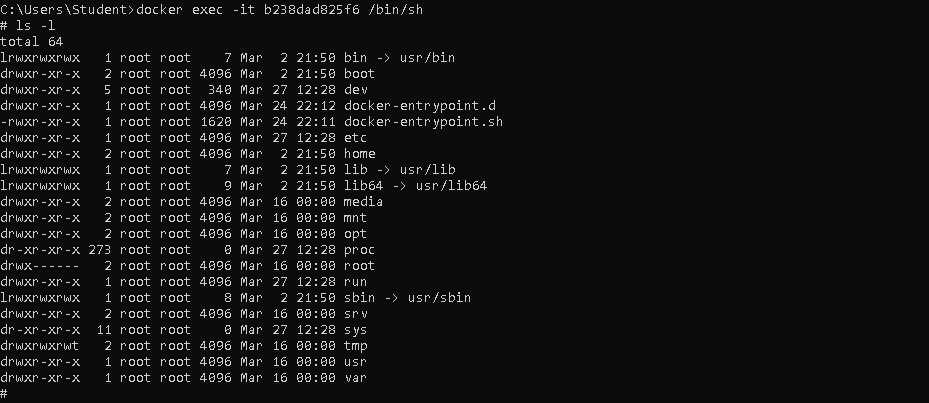 C:\Users\Student>docker exec -it b238dad825f6 /bin/sh
# ls -l
total 64
lrwxrwxrwx   1 root root    7 Mar  2 21:50 bin -> usr/bin
drwxr-xr-x   2 root root 4096 Mar  2 21:50 boot
drwxr-xr-x   5 root root  340 Mar 27 12:28 dev
drwxr-xr-x   1 root root 4096 Mar 24 22:12 docker-entrypoint.d
-rwxr-xr-x   1 root root 1620 Mar 24 22:11 docker-entrypoint.sh
drwxr-xr-x   1 root root 4096 Mar 27 12:28 etc
drwxr-xr-x   2 root root 4096 Mar  2 21:50 home
lrwxrwxrwx   1 root root    7 Mar  2 21:50 lib -> usr/lib
lrwxrwxrwx   1 root root    9 Mar  2 21:50 lib64 -> usr/lib64
drwxr-xr-x   2 root root 4096 Mar 16 00:00 media
drwxr-xr-x   2 root root 4096 Mar 16 00:00 mnt
drwxr-xr-x   2 root root 4096 Mar 16 00:00 opt
dr-xr-xr-x 273 root root    0 Mar 27 12:28 proc
drwx------   2 root root 4096 Mar 16 00:00 root
drwxr-xr-x   1 root root 4096 Mar 27 12:28 run
lrwxrwxrwx   1 root root    8 Mar  2 21:50 sbin -> usr/sbin
drwxr-xr-x   2 root root 4096 Mar 16 00:00 srv
dr-xr-xr-x  11 root root    0 Mar 27 12:28 sys
drwxrwxrwt   2 root root 4096 Mar 16 00:00 tmp
drwxr-xr-x   1 root root 4096 Mar 16 00:00 usr
drwxr-xr-x   1 root root 4096 Mar 16 00:00 var
#